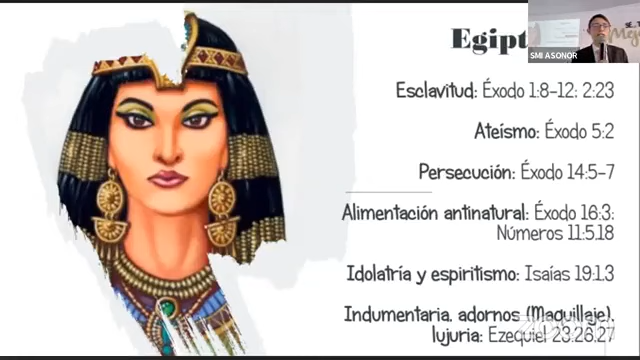 Egipt
SMI ASONOR
Esclavitud: Éxodo 1:8-12; 2:23
Ateísmo: Éxodo 5:2
Persecución: Éxodo 14:5-7
Alimentación antinatural: Éxodo 16:3;
Números 11:5,18
Idolatría y espiritismo: Isaías 19:1,3
Indumentaria, adornos (Maquillaje),
lujuria: Ezequiel 23:26,27